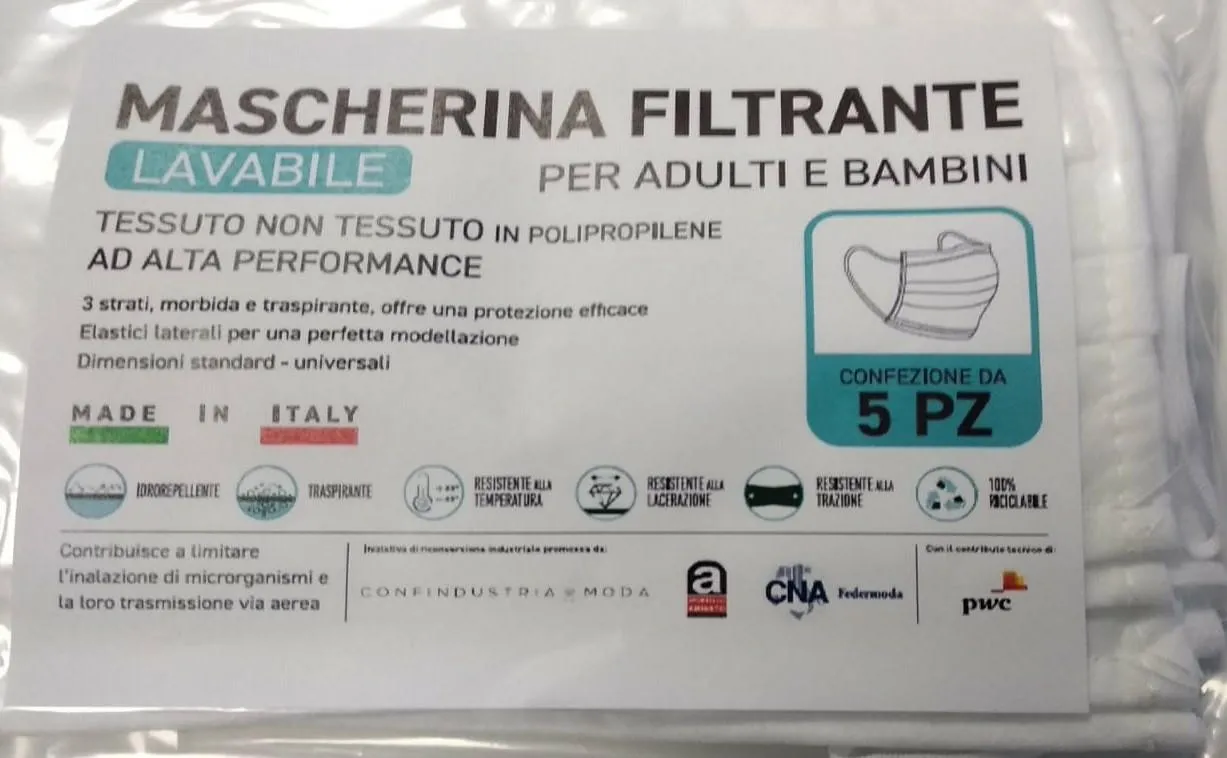 MASCHERINA FILTRANTE
LAVABILE
PER ADULTI E BAMBINI
TESSUTO NON TESSUTO IN POLIPROPILENE
AD ALTA PERFORMANCE
3 strati, morbida e traspirante, offre una protezione efficace
Elastici laterali per una perfetta modellazione
Dimensioni standard - universali
CONFEZIONE DA
5 PZ
MADE IN ITALY
IDROREPELLENTE
TRASPIRANTE
RESISTENTE ALLA
TEMPERATURA
RESISTENTE ALLA
LACERAZIONE
RESISTENTE ALLA
TRAZIONE
100%
RICICLABILE
Contribuisce a limitare
l'inalazione di microrganismi e
la loro trasmissione via aerea
Iniziativa di riconversione industriale promossa da:
CONFINDUSTRIA MODA
a
CNA Federmoda
Con il contributo tecnico di:
pwc